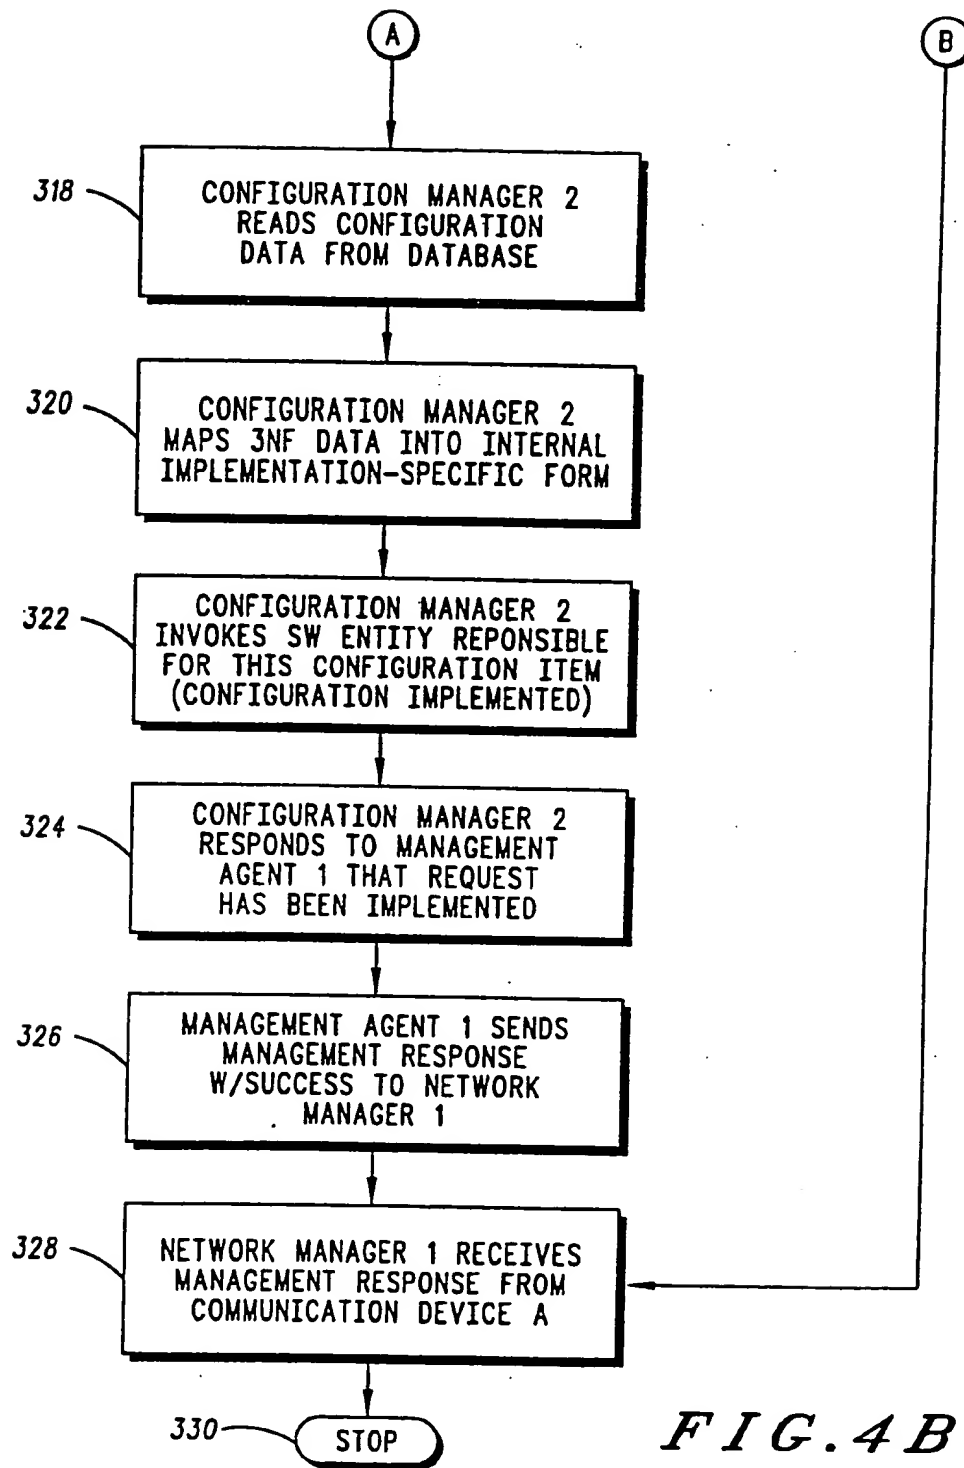 A
B
318
CONFIGURATION MANAGER 2
READS CONFIGURATION
DATA FROM DATABASE
320
CONFIGURATION MANAGER 2
MAPS 3NF DATA INTO INTERNAL
IMPLEMENTATION-SPECIFIC FORM
322
CONFIGURATION MANAGER 2
INVOKES SW ENTITY REPONSIBLE
FOR THIS CONFIGURATION ITEM
(CONFIGURATION IMPLEMENTED)
324
CONFIGURATION MANAGER 2
RESPONDS TO MANAGEMENT
AGENT 1 THAT REQUEST
HAS BEEN IMPLEMENTED
326
MANAGEMENT AGENT 1 SENDS
MANAGEMENT RESPONSE
W/SUCCESS TO NETWORK
MANAGER 1
328
NETWORK MANAGER 1 RECEIVES
MANAGEMENT RESPONSE FROM
COMMUNICATION DEVICE A
330
STOP
FIG.4B